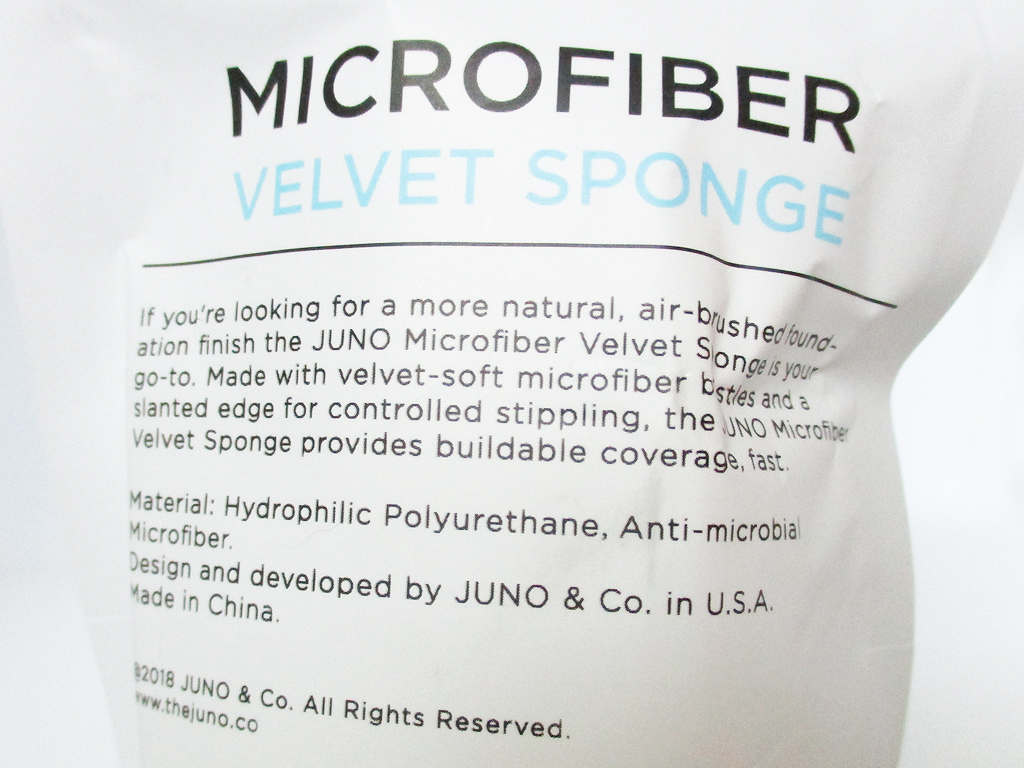 MICROFIBER
VELVET SPONGE
If you're looking for a more natural, air-brushed found-
ation finish the JUNO Microfiber Velvet Sponge is your
go-to. Made with velvet-soft microfiber bstles and a
slanted edge for controlled stippling, the JUNO Microfiber
Velvet Sponge provides buildable coverage, fast.
Material: Hydrophilic Polyurethane, Anti-microbial
Microfiber.
Design and developed by JUNO & Co. in U.S.A.
Made in China.
©2018 JUNO & Co. All Rights Reserved.
www.thejuno.co